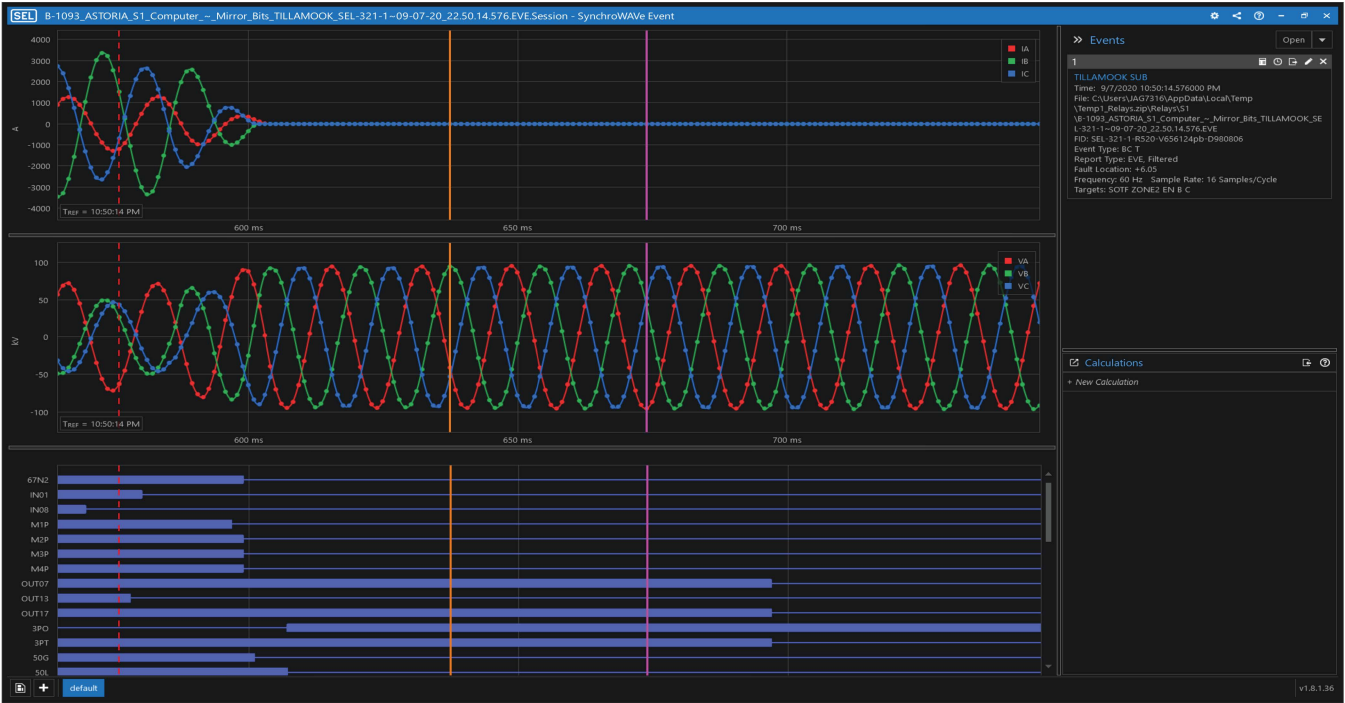 SEL B-1093_ASTORIA_S1_Computer_~_Mirror_Bits_TILLAMOOK_SEL-321-1~09-07-20_22.50.14.576.EVE.Session - SynchroWAVe Event
4000
3000
2000
1000
0
-1000
-2000
-3000
-4000
A
IA
IB
IC
TREF = 10:50:14 PM
600 ms
650 ms
700 ms
100
50
0
-50
-100
kV
VA
VB
VC
TREF = 10:50:14 PM
600 ms
650 ms
700 ms
67N2
IN01
IN08
M1P
M2P
M3P
M4P
OUT07
OUT13
OUT17
3PO
3PT
50G
50L
default
Events
Open
1
TILLAMOOK SUB
Time: 9/7/2020 10:50:14.576000 PM
File: C:\Users\JAG7316\AppData\Local\Temp
\Temp1_Relays.zip\Relays\S1
\B-1093_ASTORIA_S1_Computer_~_Mirror_Bits_TILLAMOOK_SE
L-321-1~09-07-20_22.50.14.576.EVE
FID: SEL-321-1-R520-V656124pb-D980806
Event Type: BC T
Report Type: EVE, Filtered
Fault Location: +6.05
Frequency: 60 Hz Sample Rate: 16 Samples/Cycle
Targets: SOTF ZONE2 EN B C
Calculations
+ New Calculation
v1.8.1.36